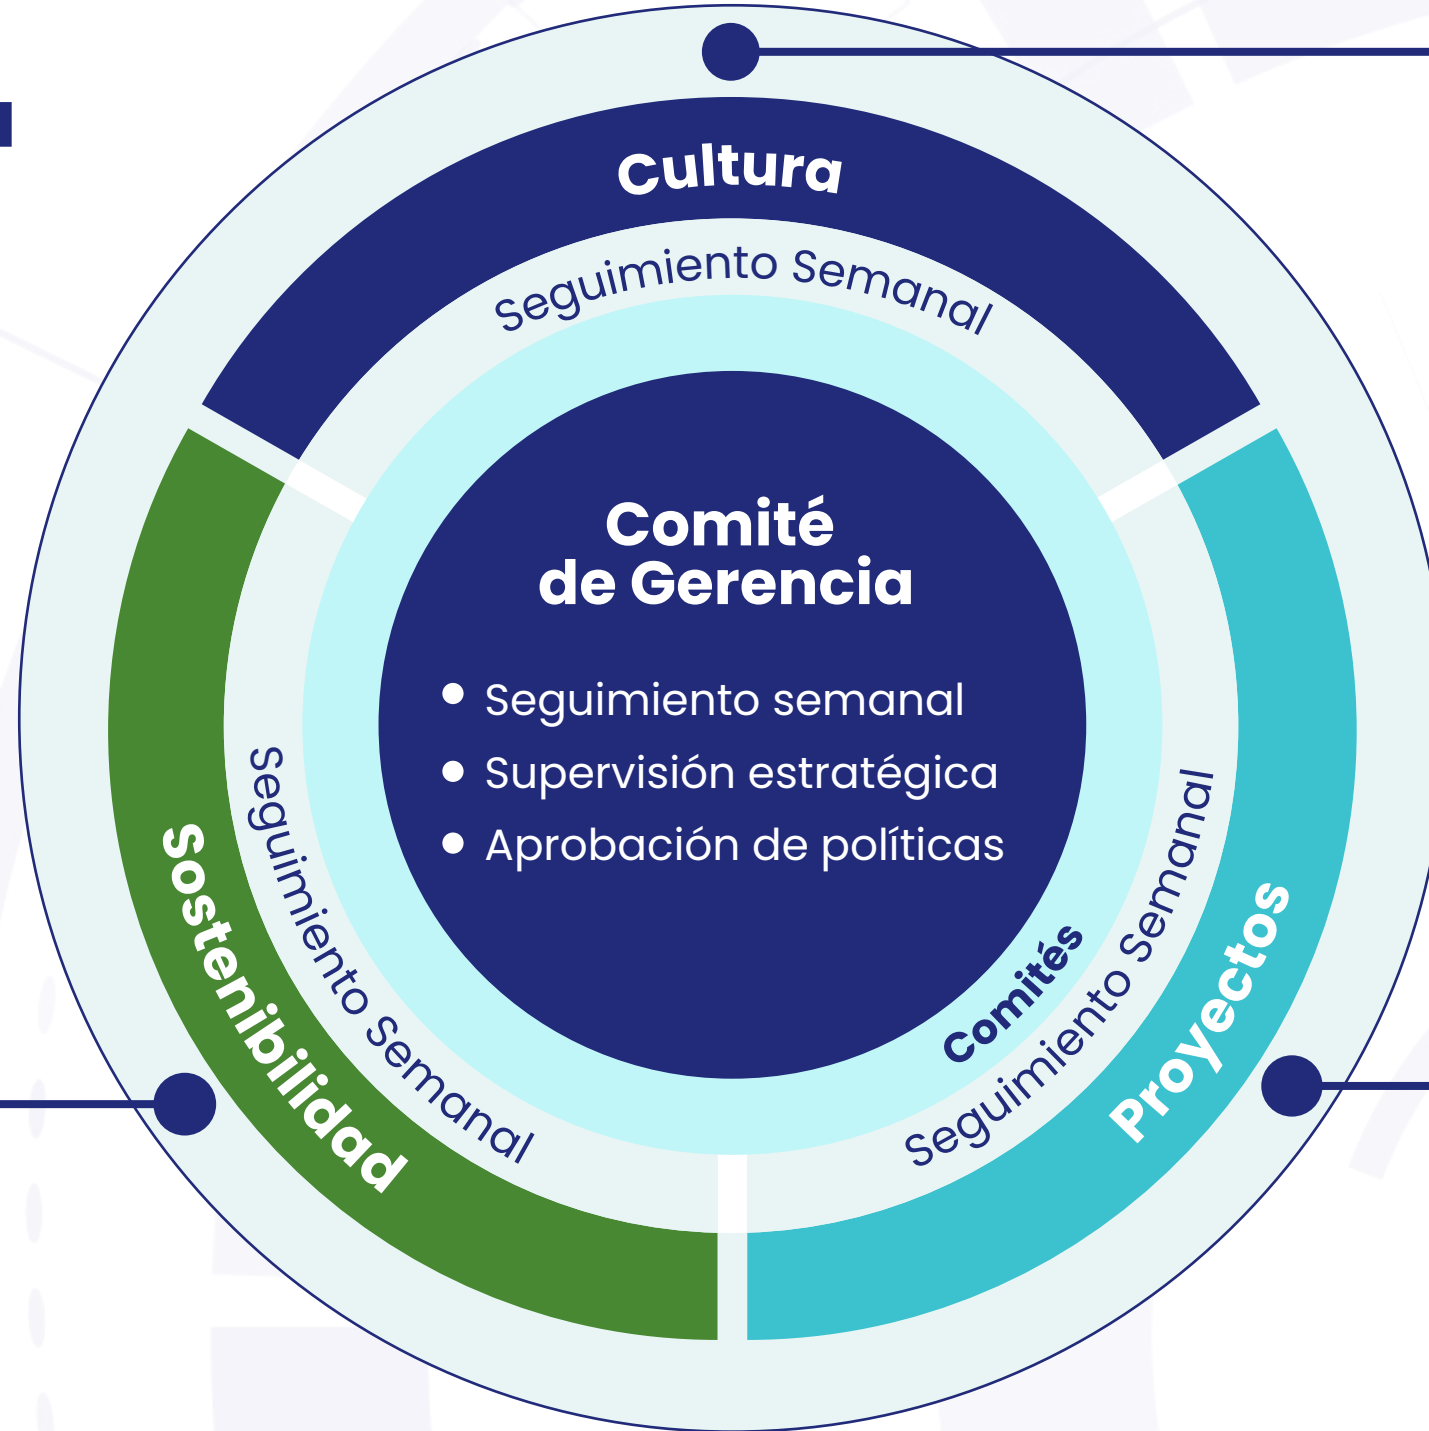 Cultura
Seguimiento Semanal
Comité
de Gerencia
Seguimiento semanal
Supervisión estratégica
Aprobación de políticas
Comités
Seguimiento Semanal
Proyectos
Seguimiento Semanal
Sostenibilidad